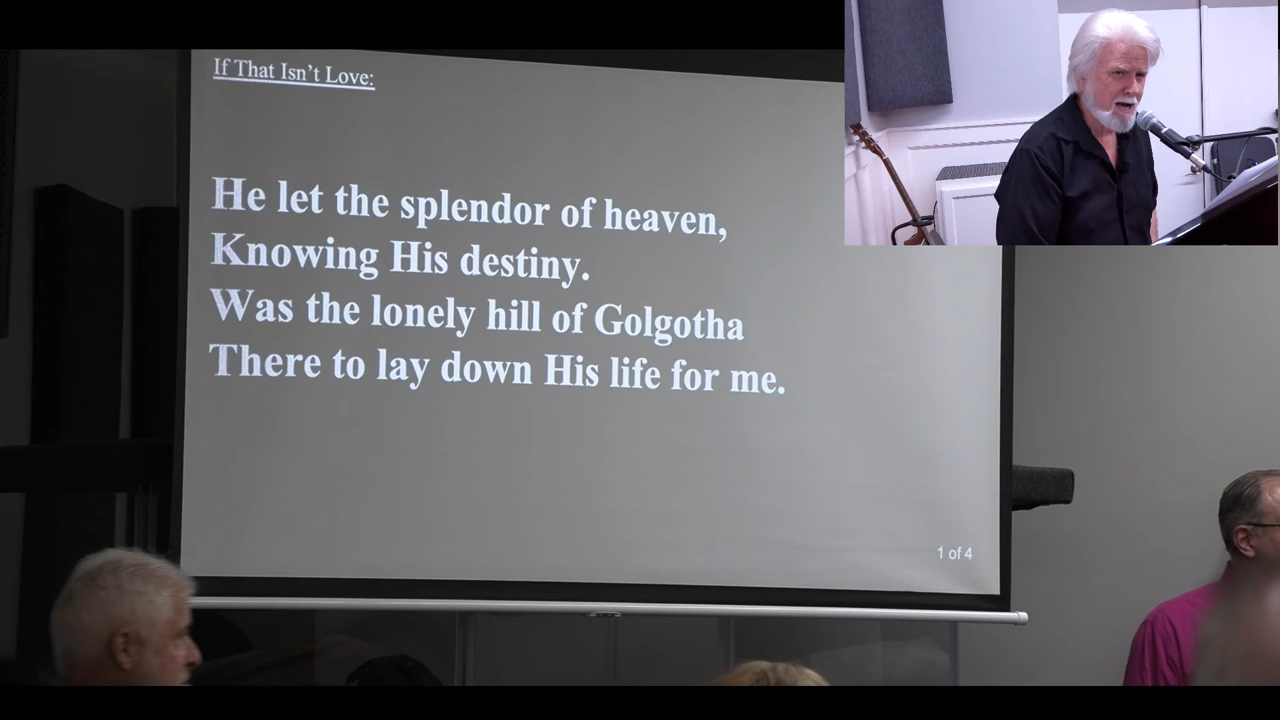 If That Isn't Love:
He let the splendor of heaven,
Knowing His destiny.
Was the lonely hill of Golgotha
There to lay down His life for me.
1 of 4